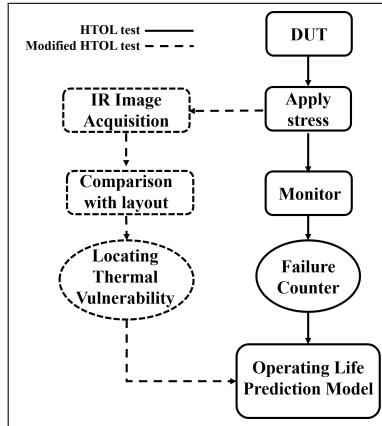 HTOL test
Modified HTOL test
DUT
IR Image
Acquisition
Apply
stress
Comparison
with layout
Monitor
Locating
Thermal
Vulnerability
Failure
Counter
Operating Life
Prediction Model